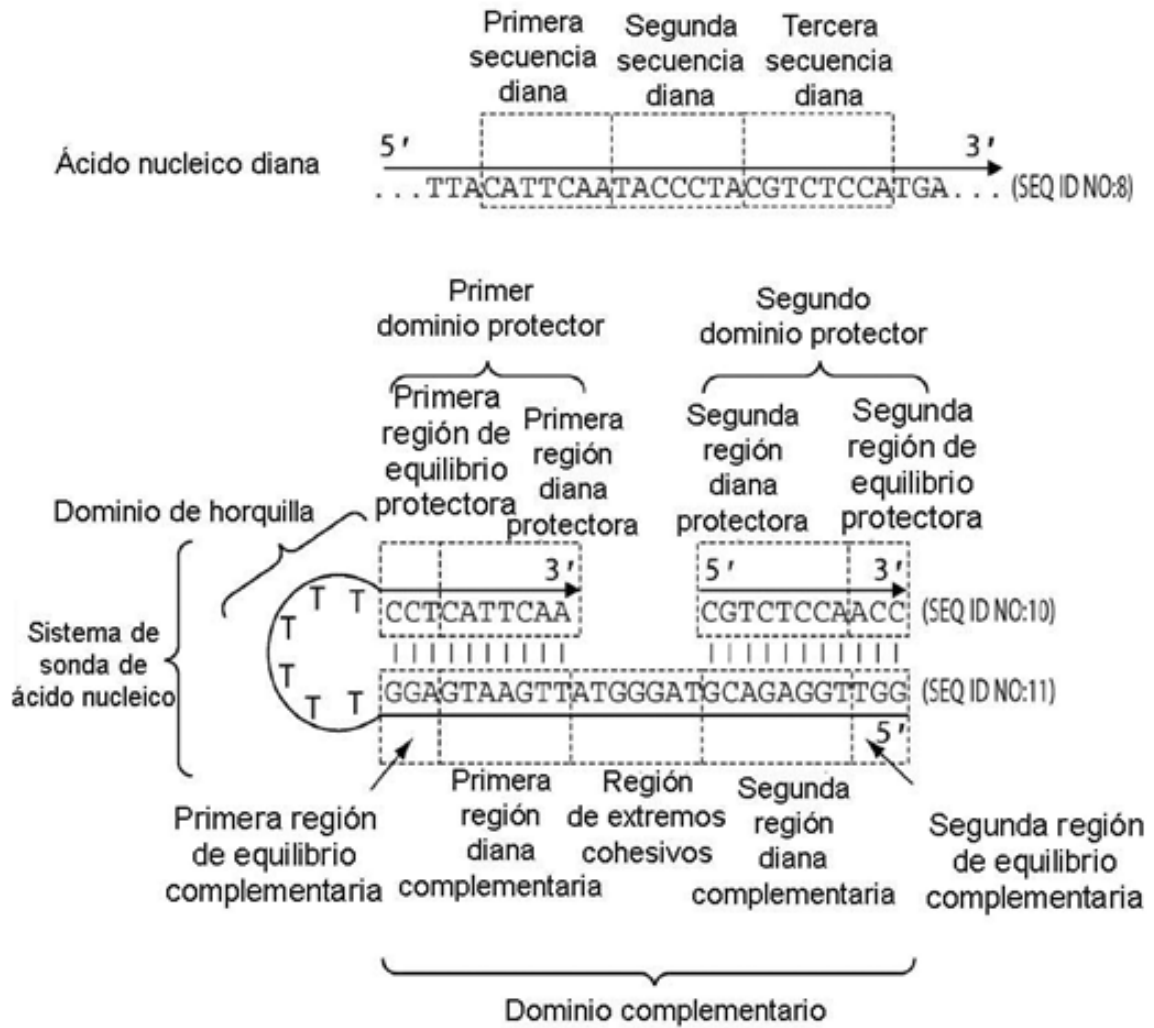 Primera
secuencia
diana
Segunda
secuencia
diana
Tercera
secuencia
diana
Ácido nucleico diana
5'
3'
...TTACATTCAATACCCTACGTCTCCATGA...
(SEQ ID NO:8)
Primer
dominio protector
Segundo
dominio protector
Primera
región de
equilibrio
protectora
Primera
región
diana
protectora
Segunda
región
diana
protectora
Segunda
región de
equilibrio
protectora
Dominio de horquilla
Sistema de
sonda de
ácido nucleico
3'
5'
3'
T T T T T T T
CCTCATTCAA
CGTCTCCAACC
(SEQ ID NO:10)
GGAGTAAGTTATGGGATGCAGAGGTTGG
(SEQ ID NO:11)
5'
Primera región
de equilibrio
complementaria
Primera
región
diana
complementaria
Región
de extremos
cohesivos
Segunda
región
diana
complementaria
Segunda región
de equilibrio
complementaria
Dominio complementario